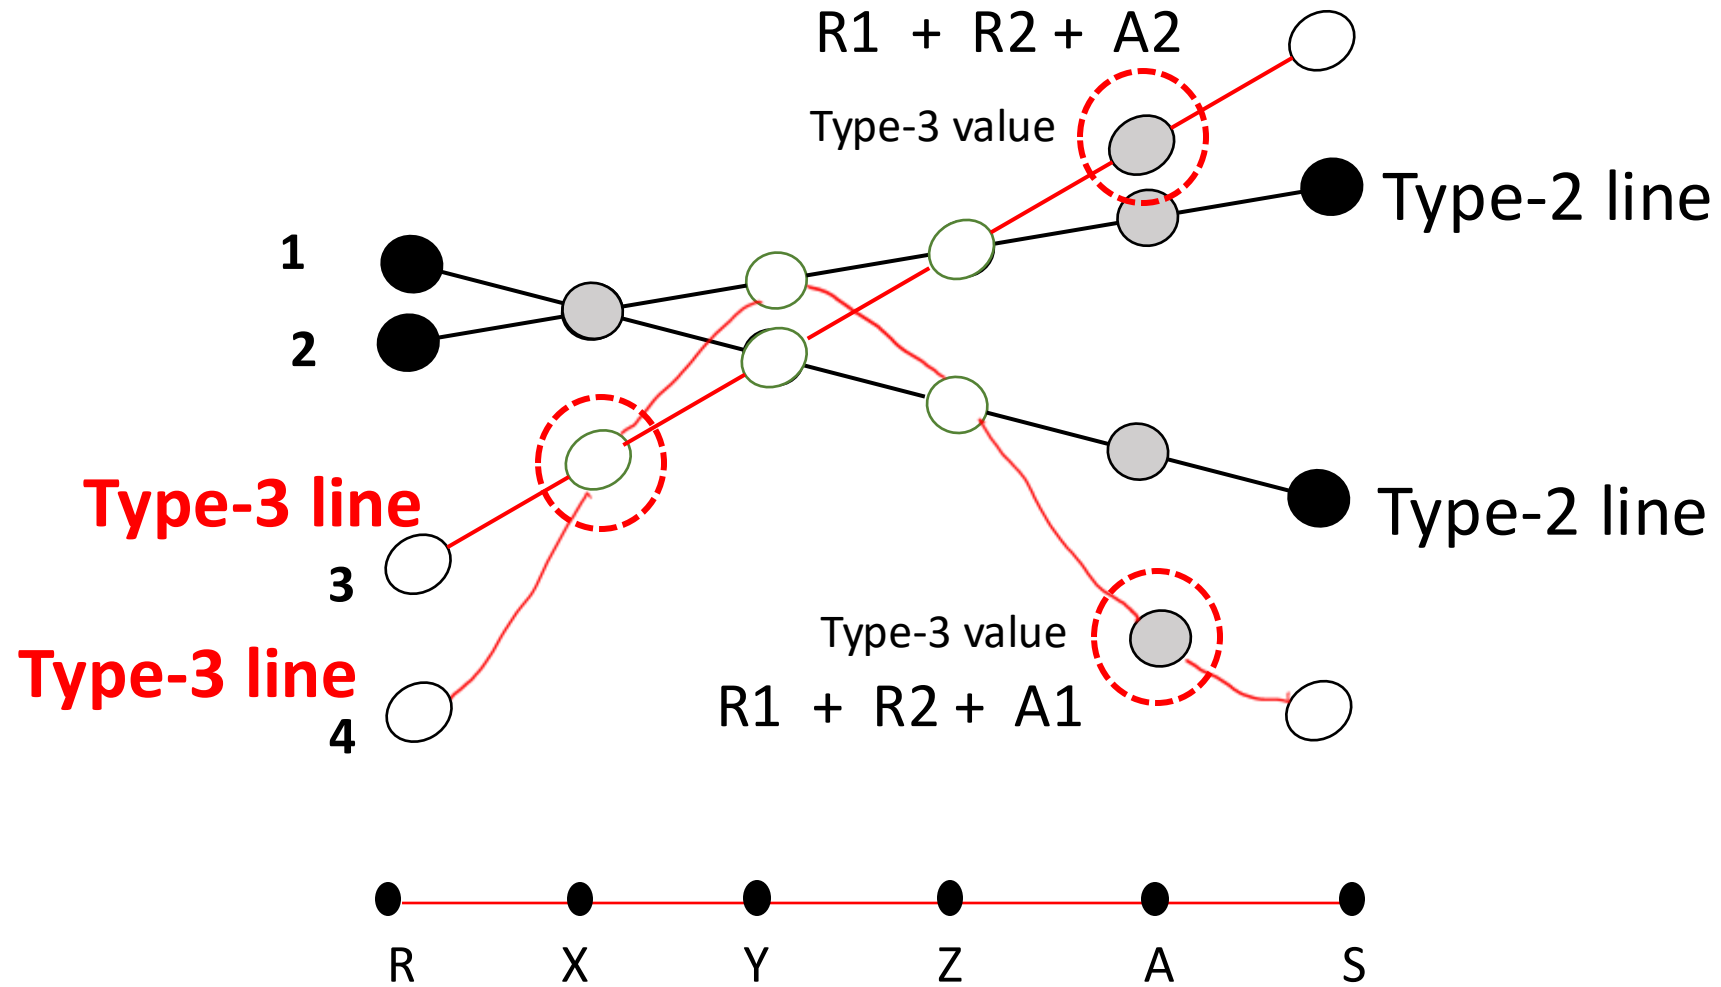 R1 + R2 + A2
Type-3 value
Type-2 line
1
2
Type-3 line
3
Type-2 line
Type-3 value
Type-3 line
4
R1 + R2 + A1
R X Y Z A S